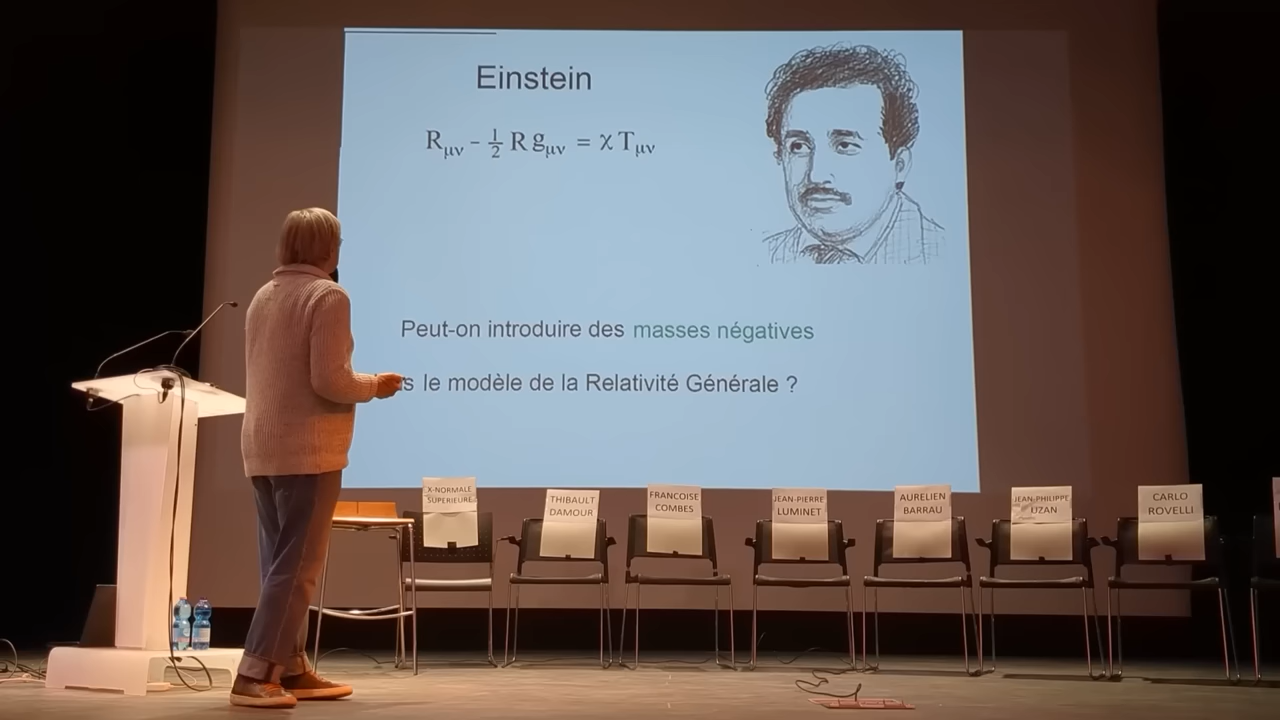 Einstein
Rμν - 1/2 R gμν = χ Tμν
Peut-on introduire des masses négatives
s le modèle de la Relativité Générale ?
X-NORMALE
SUPERIEURE
THIBAULT
DAMOUR
FRANCOISE
COMBES
JEAN-PIERRE
LUMINET
AURELIEN
BARRAU
JEAN-PHILIPPE
UZAN
CARLO
ROVELLI